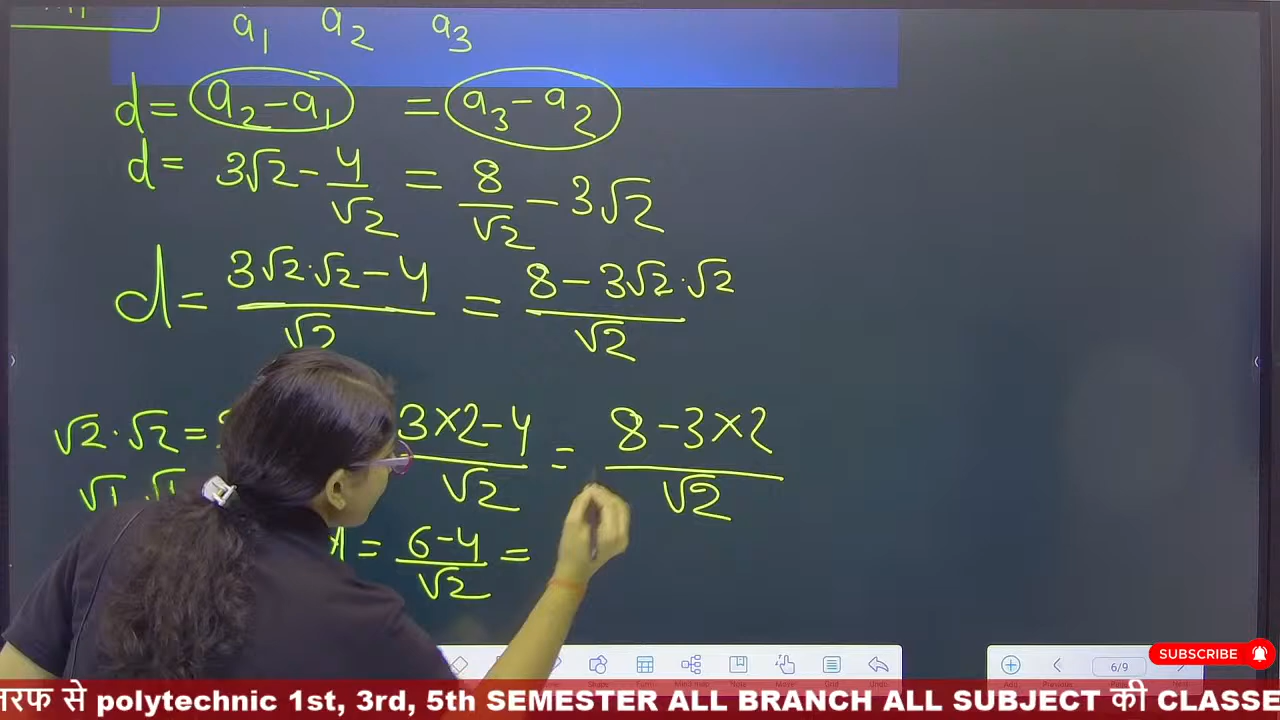 a₁ a₂ a₃
d = a₂ - a₁ = a₃ - a₂
d = 3√2 - 4/√2 = 8/√2 - 3√2
d = (3√2·√2 - 4)/√2 = (8 - 3√2·√2)/√2
√2·√2 = 3×2-4/√2 = 8-3×2/√2
√1 √1
= 6-4/√2 =
SUBSCRIBE
6/9
Undo
तरफ से polytechnic 1st, 3rd, 5th SEMESTER ALL BRANCH ALL SUBJECT की CLASSE